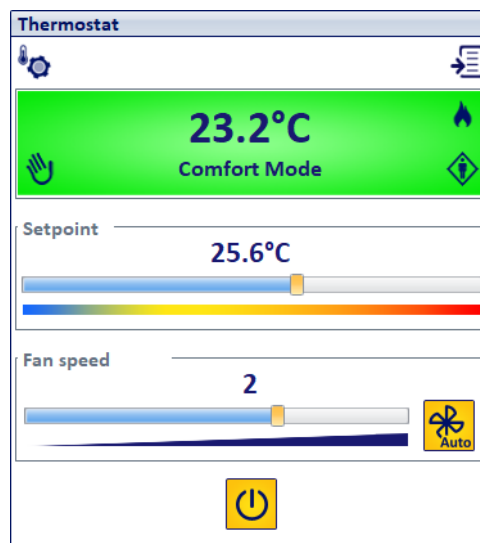 Thermostat
23.2°C
Comfort Mode
Setpoint
25.6°C
Fan speed
2
Auto